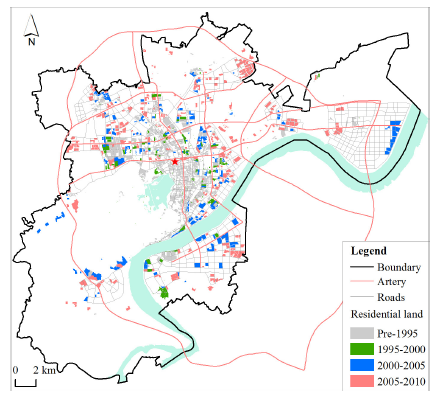 N
Legend
Boundary
Artery
Roads
Residential land
Pre-1995
1995-2000
2000-2005
2005-2010
0 2 km